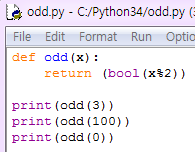 odd.py - C:/Python34/odd.py (
File Edit Format Run Option
def odd(x):
    return (bool(x%2))
print(odd(3))
print(odd(100))
print(odd(0))